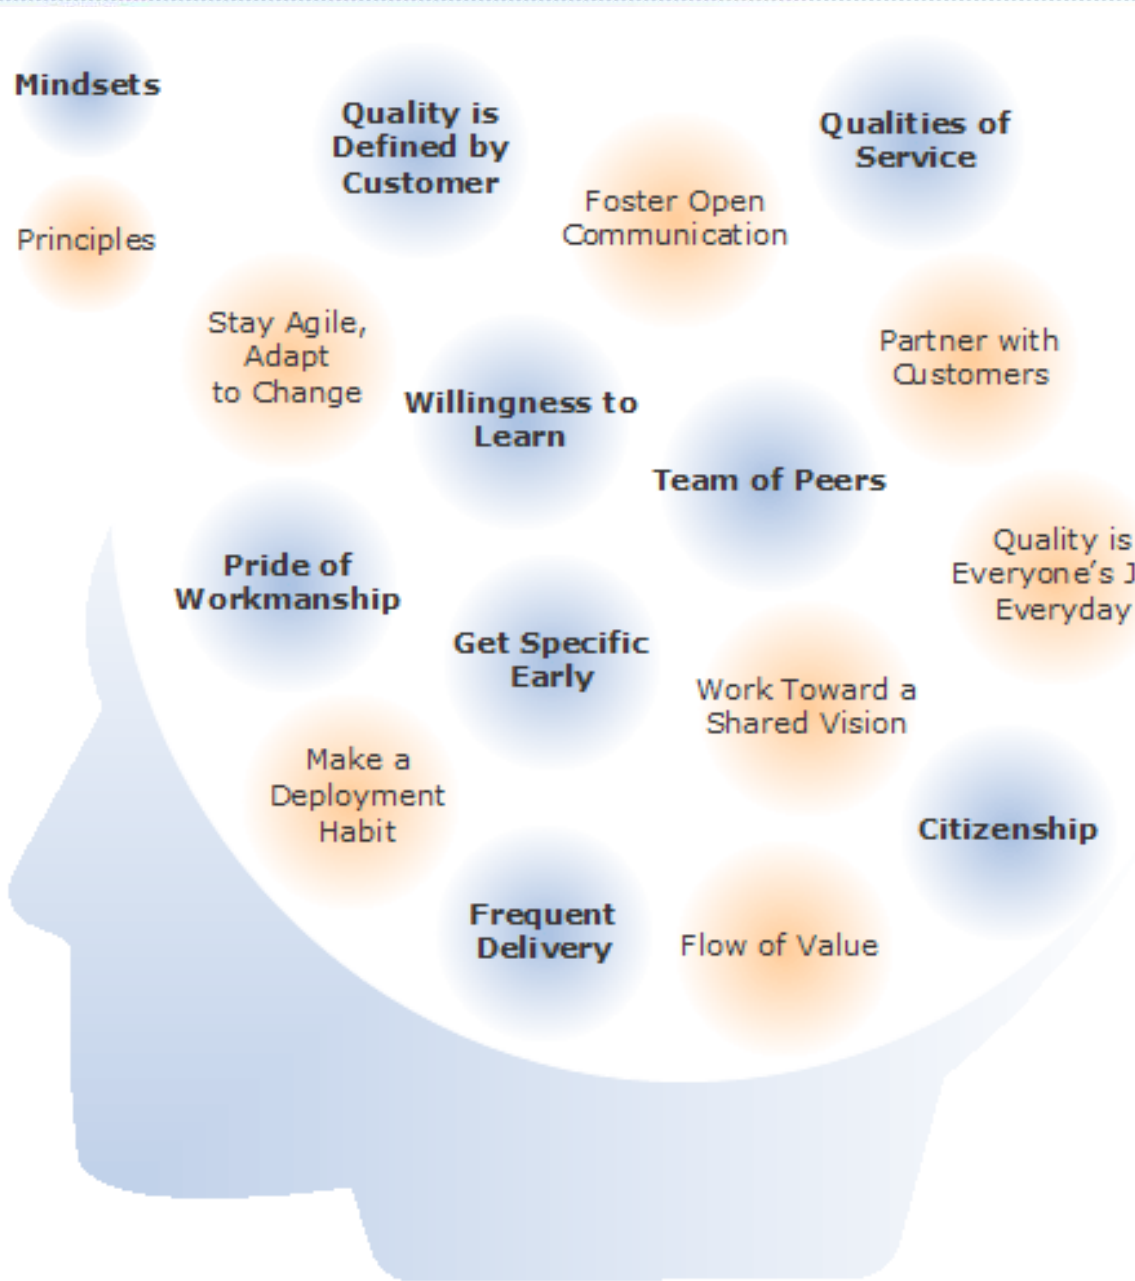 Mindsets
Principles
Quality is
Defined by
Customer
Foster Open
Communication
Qualities of
Service
Stay Agile,
Adapt
to Change
Willingness to
Learn
Partner with
Customers
Team of Peers
Pride of
Workmanship
Get Specific
Early
Quality is
Everyone’s
Everyday
Work Toward a
Shared Vision
Make a
Deployment
Habit
Citizenship
Frequent
Delivery
Flow of Value